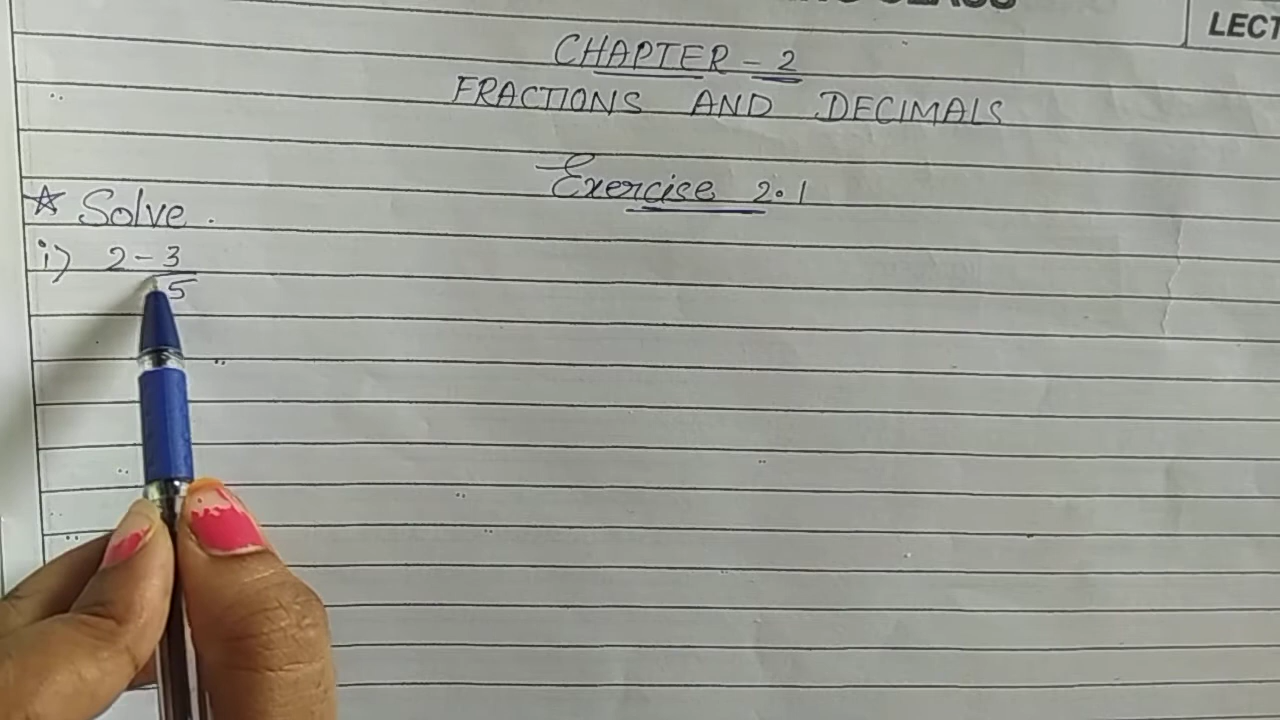 LECT
CHAPTER - 2
FRACTIONS AND DECIMALS
Exercise 2.1
☆ Solve.
i) 2 - 3/5